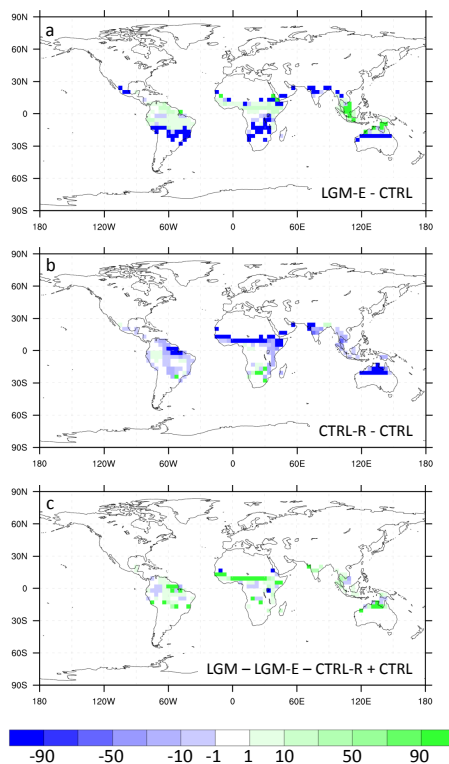 90N
a
60N
30N
0
30S
60S
LGM-E - CTRL
90S
180 120W 60W 0 60E 120E 180
90N
b
60N
30N
0
30S
60S
CTRL-R - CTRL
90S
180 120W 60W 0 60E 120E 180
90N
c
60N
30N
0
30S
60S
LGM – LGM-E – CTRL-R + CTRL
90S
180 120W 60W 0 60E 120E 180
-90 -50 -10 -1 1 10 50 90